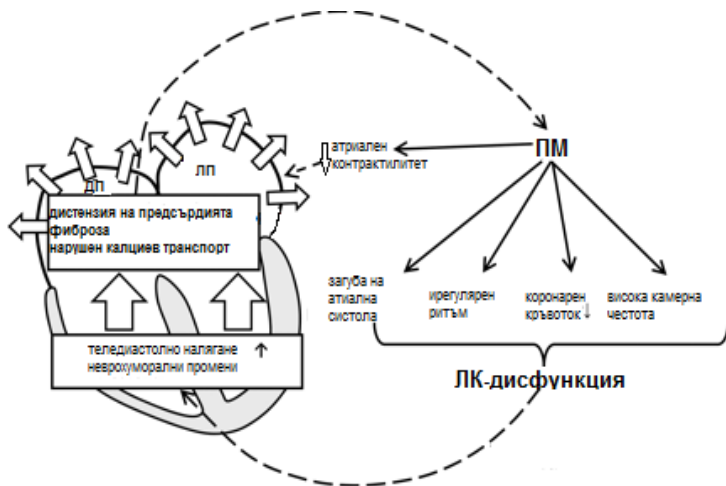 ДП
ЛП
дистензия на предсърдията
фиброза
нарушен калциев транспорт
теледиастолно налягане ↑
неврохуморални промени
атриален
контрактилитет
ПМ
загуба на
атиална
систола
ирегулярен
ритъм
коронарен
кръвоток ↓
висока камерна
честота
ЛК-дисфункция